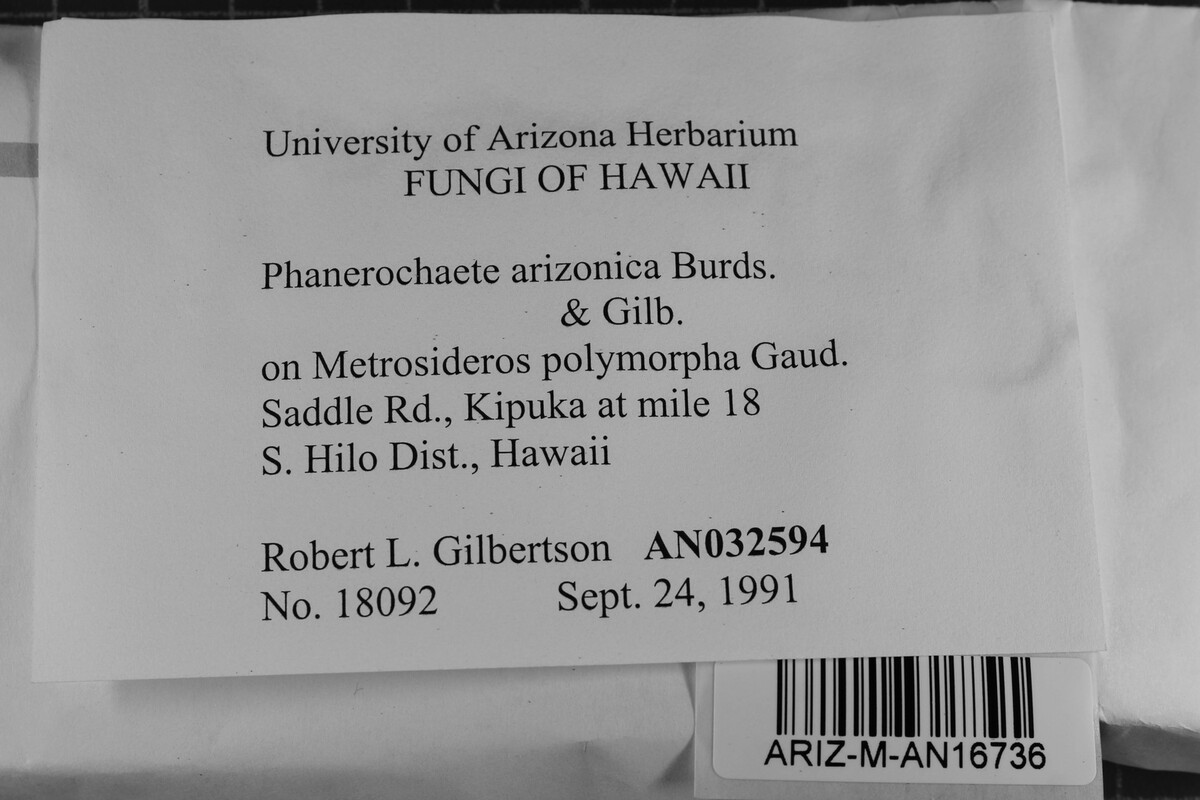 University of Arizona Herbarium
FUNGI OF HAWAII
Phanerochaete arizonica Burds.
& Gilb.
on Metrosideros polymorpha Gaud.
Saddle Rd., Kipuka at mile 18
S. Hilo Dist., Hawaii
Robert L. Gilbertson AN032594
No. 18092 Sept. 24, 1991
ARIZ-M-AN16736